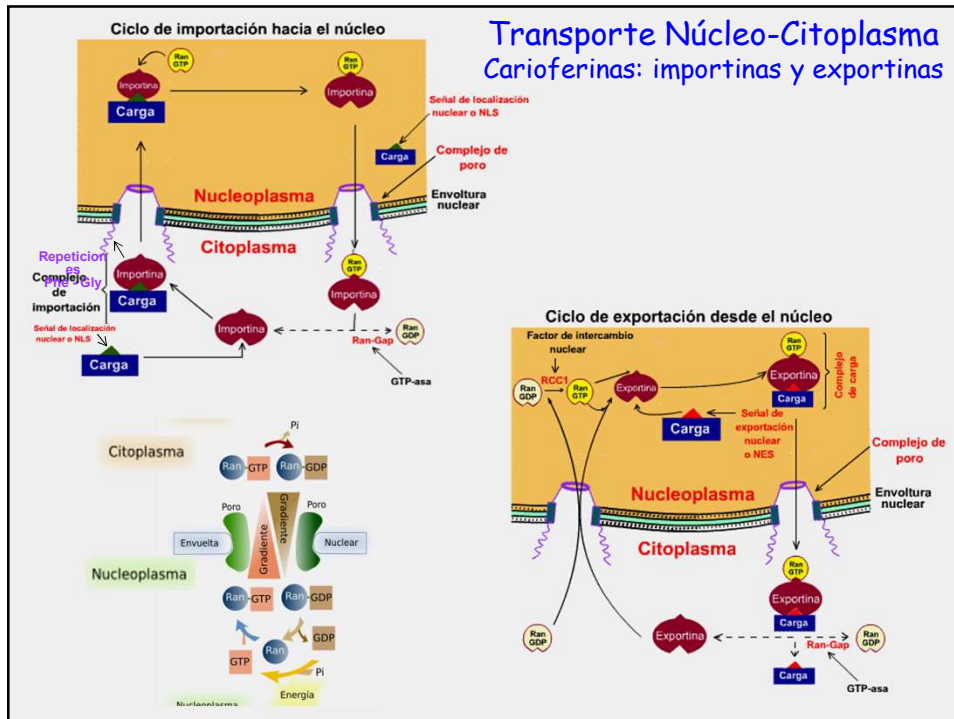 Transporte Núcleo-Citoplasma
Carioferinas: importinas y exportinas
Ciclo de importación hacia el núcleo
Ran
GTP
Importina
Carga
Ran
GTP
Importina
Señal de localización
nuclear o NLS
Carga
Complejo de
poro
Nucleoplasma
Envoltura
nuclear
Citoplasma
Repeticion
es
Phe - Gly
Complejo
de
importación
Importina
Carga
Señal de localización
nuclear o NLS
Carga
Importina
Ran
GTP
Importina
Ran-Gap
Ran
GDP
GTP-asa
Citoplasma
Pi
Ran
GTP
Ran
GDP
Poro
Gradiente
Gradiente
Poro
Envuelta
Nuclear
Nucleoplasma
Ran
GTP
Ran
GDP
GTP
Ran
GDP
Pi
Energía
Nucleoplasma
Ciclo de exportación desde el núcleo
Factor de intercambio
nuclear
Ran
GDP
RCC1
Ran
GTP
Exportina
Ran
GTP
Exportina
Carga
Complejo
de carga
Carga
Señal de
exportación
nuclear
o NES
Complejo de
poro
Nucleoplasma
Envoltura
nuclear
Citoplasma
Ran
GTP
Exportina
Carga
Ran
GDP
Exportina
Ran-Gap
Ran
GDP
Carga
GTP-asa